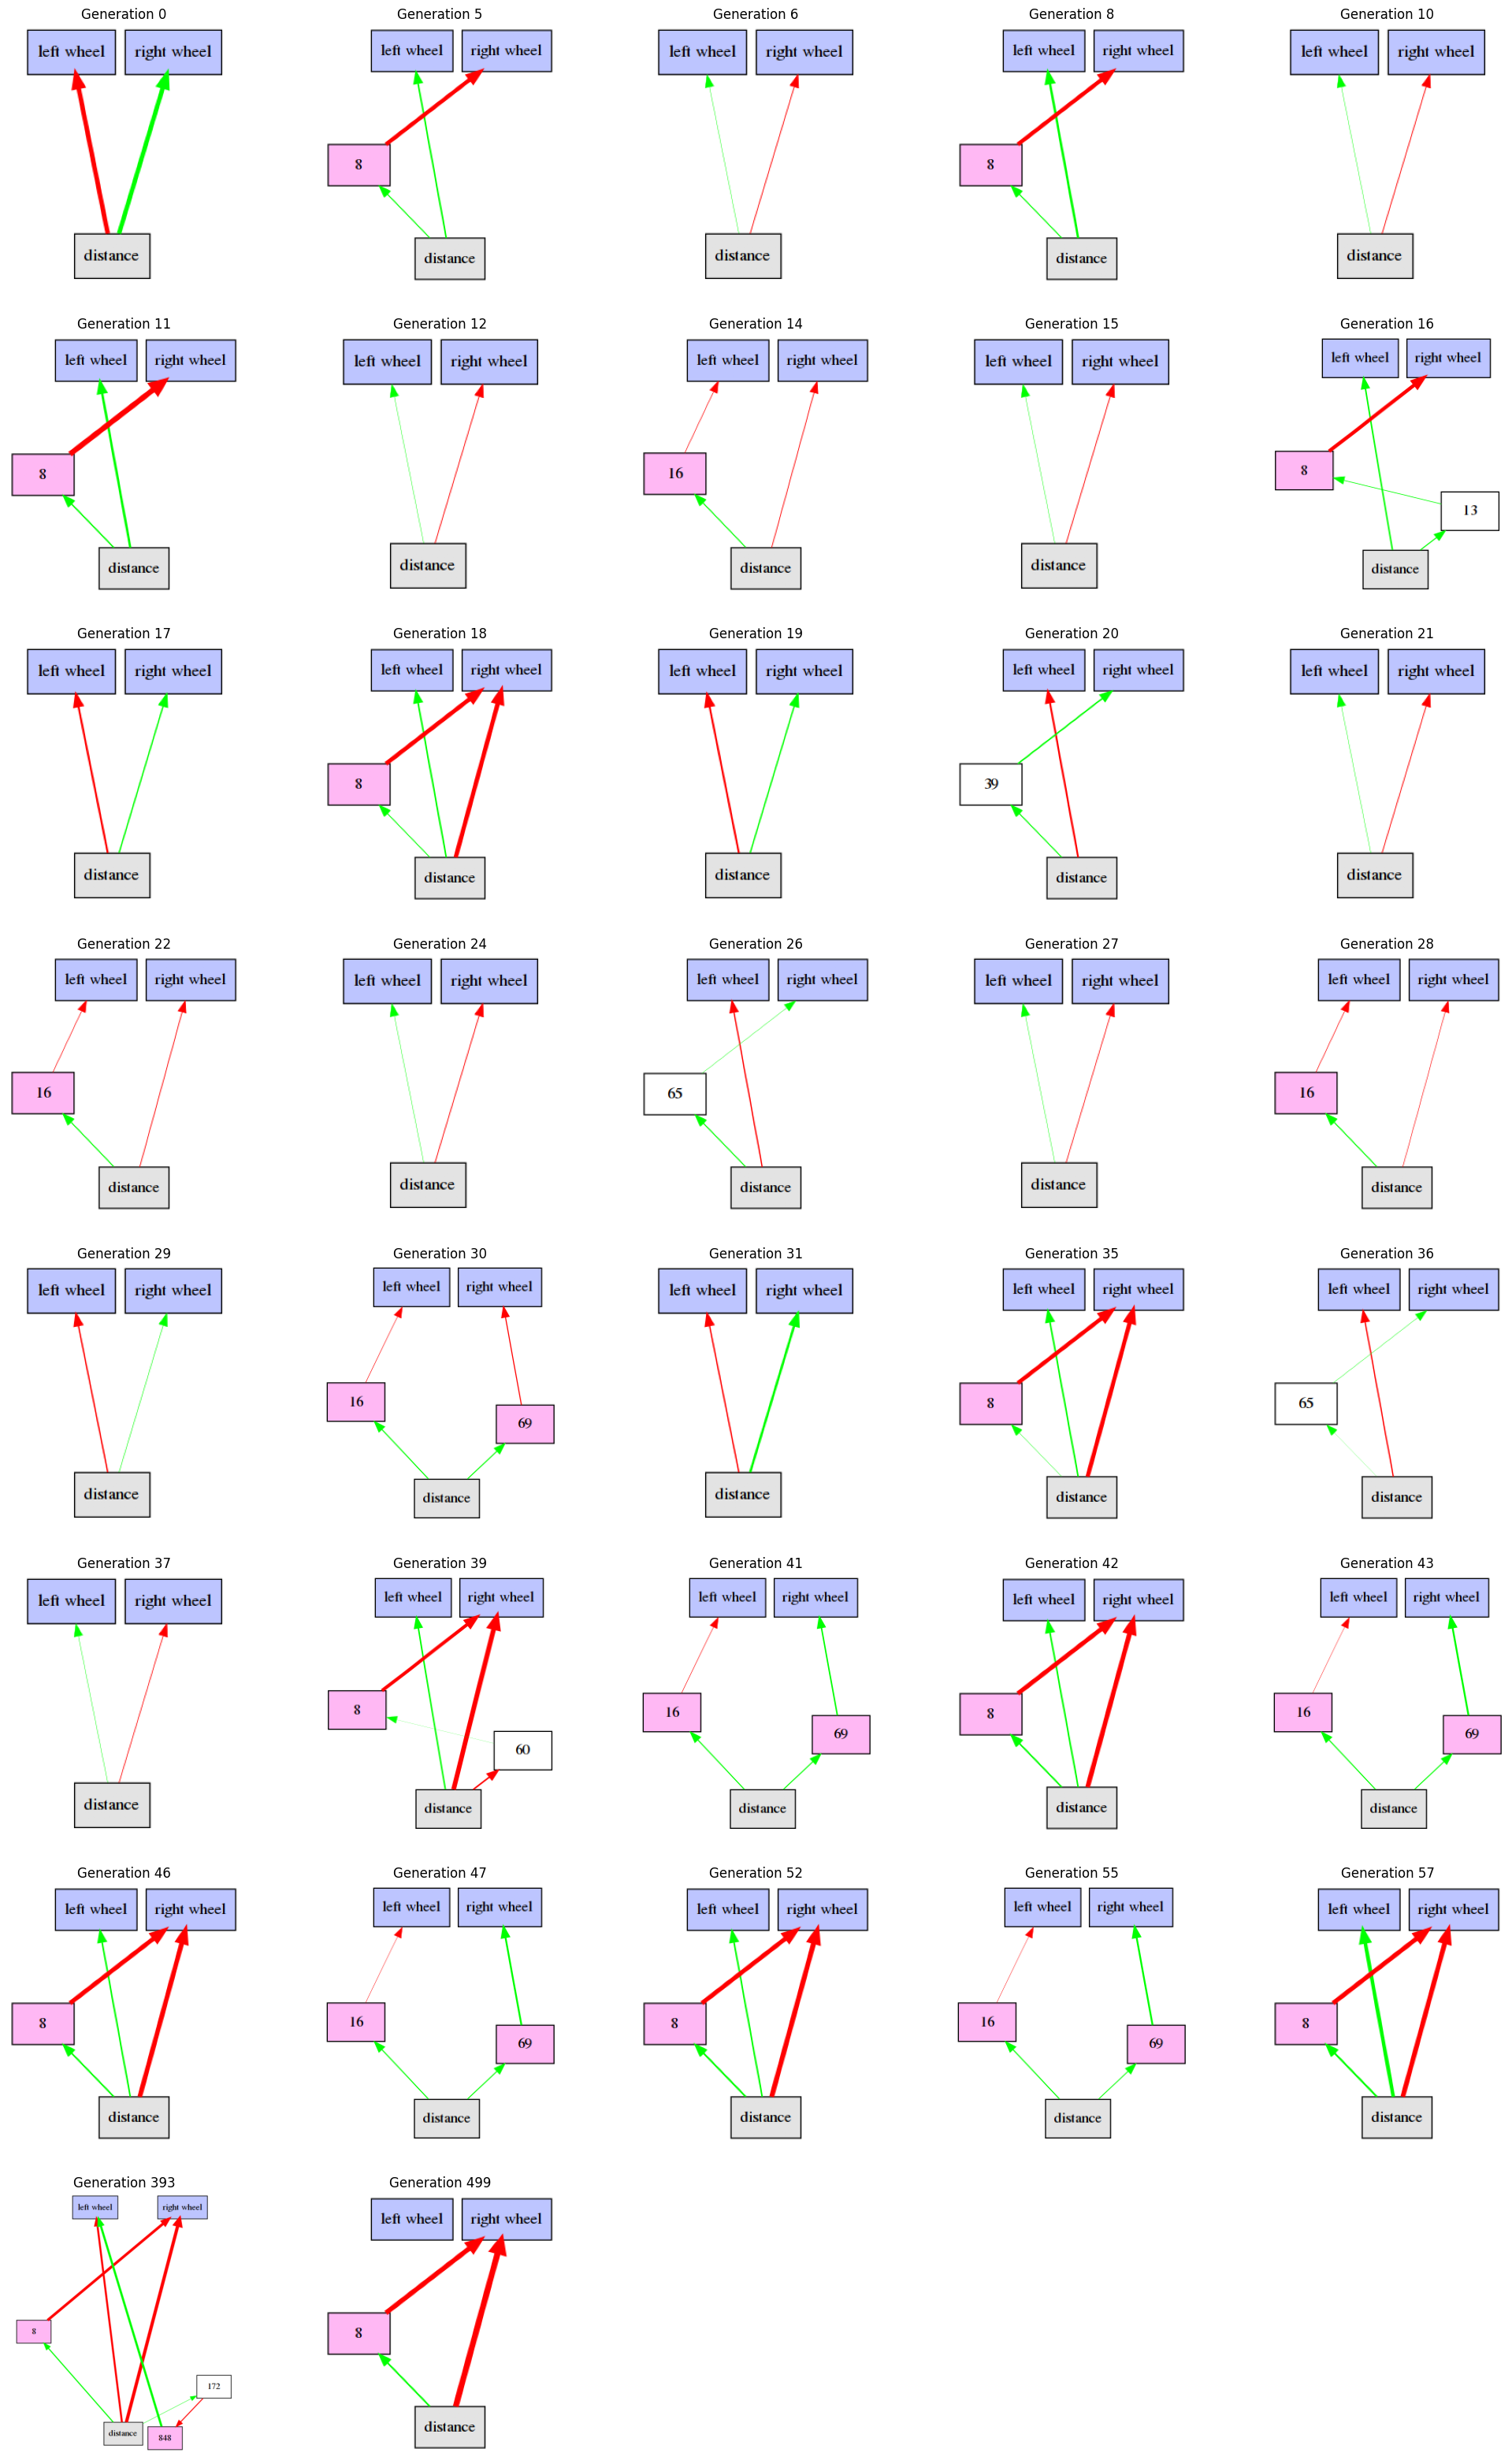 Generation 0 Generation 5 Generation 6 Generation 8 Generation 10
left wheel right wheel left wheel right wheel left wheel right wheel left wheel right wheel left wheel right wheel
8 8
distance distance distance distance distance
Generation 11 Generation 12 Generation 14 Generation 15 Generation 16
left wheel right wheel left wheel right wheel left wheel right wheel left wheel right wheel left wheel right wheel
8 16 8
13
distance distance distance distance distance
Generation 17 Generation 18 Generation 19 Generation 20 Generation 21
left wheel right wheel left wheel right wheel left wheel right wheel left wheel right wheel left wheel right wheel
8 39
distance distance distance distance distance
Generation 22 Generation 24 Generation 26 Generation 27 Generation 28
left wheel right wheel left wheel right wheel left wheel right wheel left wheel right wheel left wheel right wheel
16 65 16
distance distance distance distance distance
Generation 29 Generation 30 Generation 31 Generation 35 Generation 36
left wheel right wheel left wheel right wheel left wheel right wheel left wheel right wheel left wheel right wheel
16 8 65
69
distance distance distance distance distance
Generation 37 Generation 39 Generation 41 Generation 42 Generation 43
left wheel right wheel left wheel right wheel left wheel right wheel left wheel right wheel left wheel right wheel
8 16 8 16
60 69 69
distance distance distance distance distance
Generation 46 Generation 47 Generation 52 Generation 55 Generation 57
left wheel right wheel left wheel right wheel left wheel right wheel left wheel right wheel left wheel right wheel
8 16 8 16 8
69 69
distance distance distance distance distance
Generation 393 Generation 499
left wheel right wheel left wheel right wheel
8 8
172
distance 848 distance